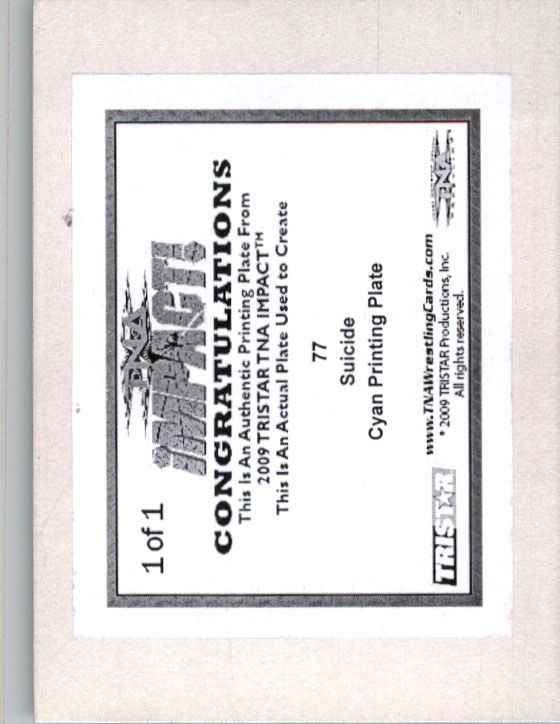 1 of 1
TNA
IMPACT!
CONGRATULATIONS
This Is An Authentic Printing Plate From
2009 TRISTAR TNA IMPACT™
This Is An Actual Plate Used to Create
77
Suicide
Cyan Printing Plate
TRISTAR
www.TNAWrestlingCards.com
* 2009 TRISTAR Productions, Inc.
All rights reserved.
TNA